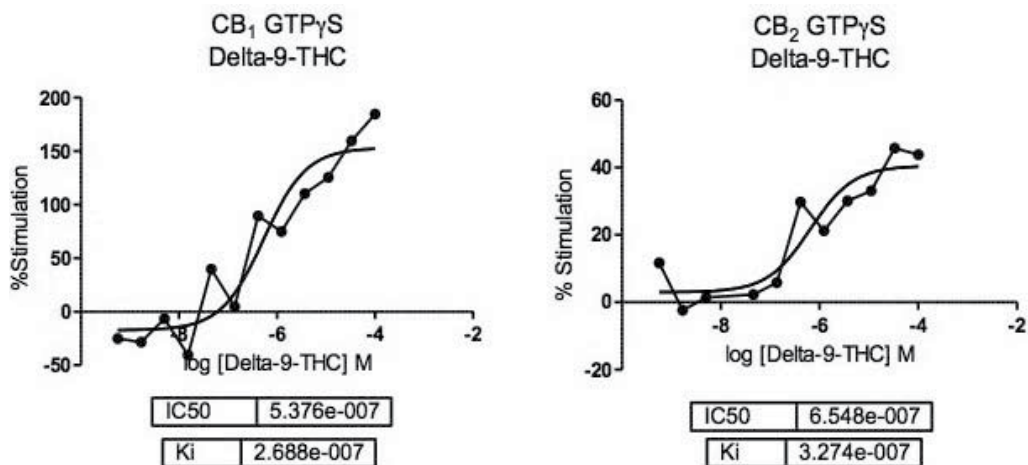 CB₁ GTPγS
Delta-9-THC
200
150
100
50
0
-50
%Stimulation
-8
-6
-4
-2
log [Delta-9-THC] M
IC50 5.376e-007
Ki 2.688e-007
CB₂ GTPγS
Delta-9-THC
60
40
20
0
-20
% Stimulation
-8
-6
-4
-2
log [Delta-9-THC] M
IC50 6.548e-007
Ki 3.274e-007